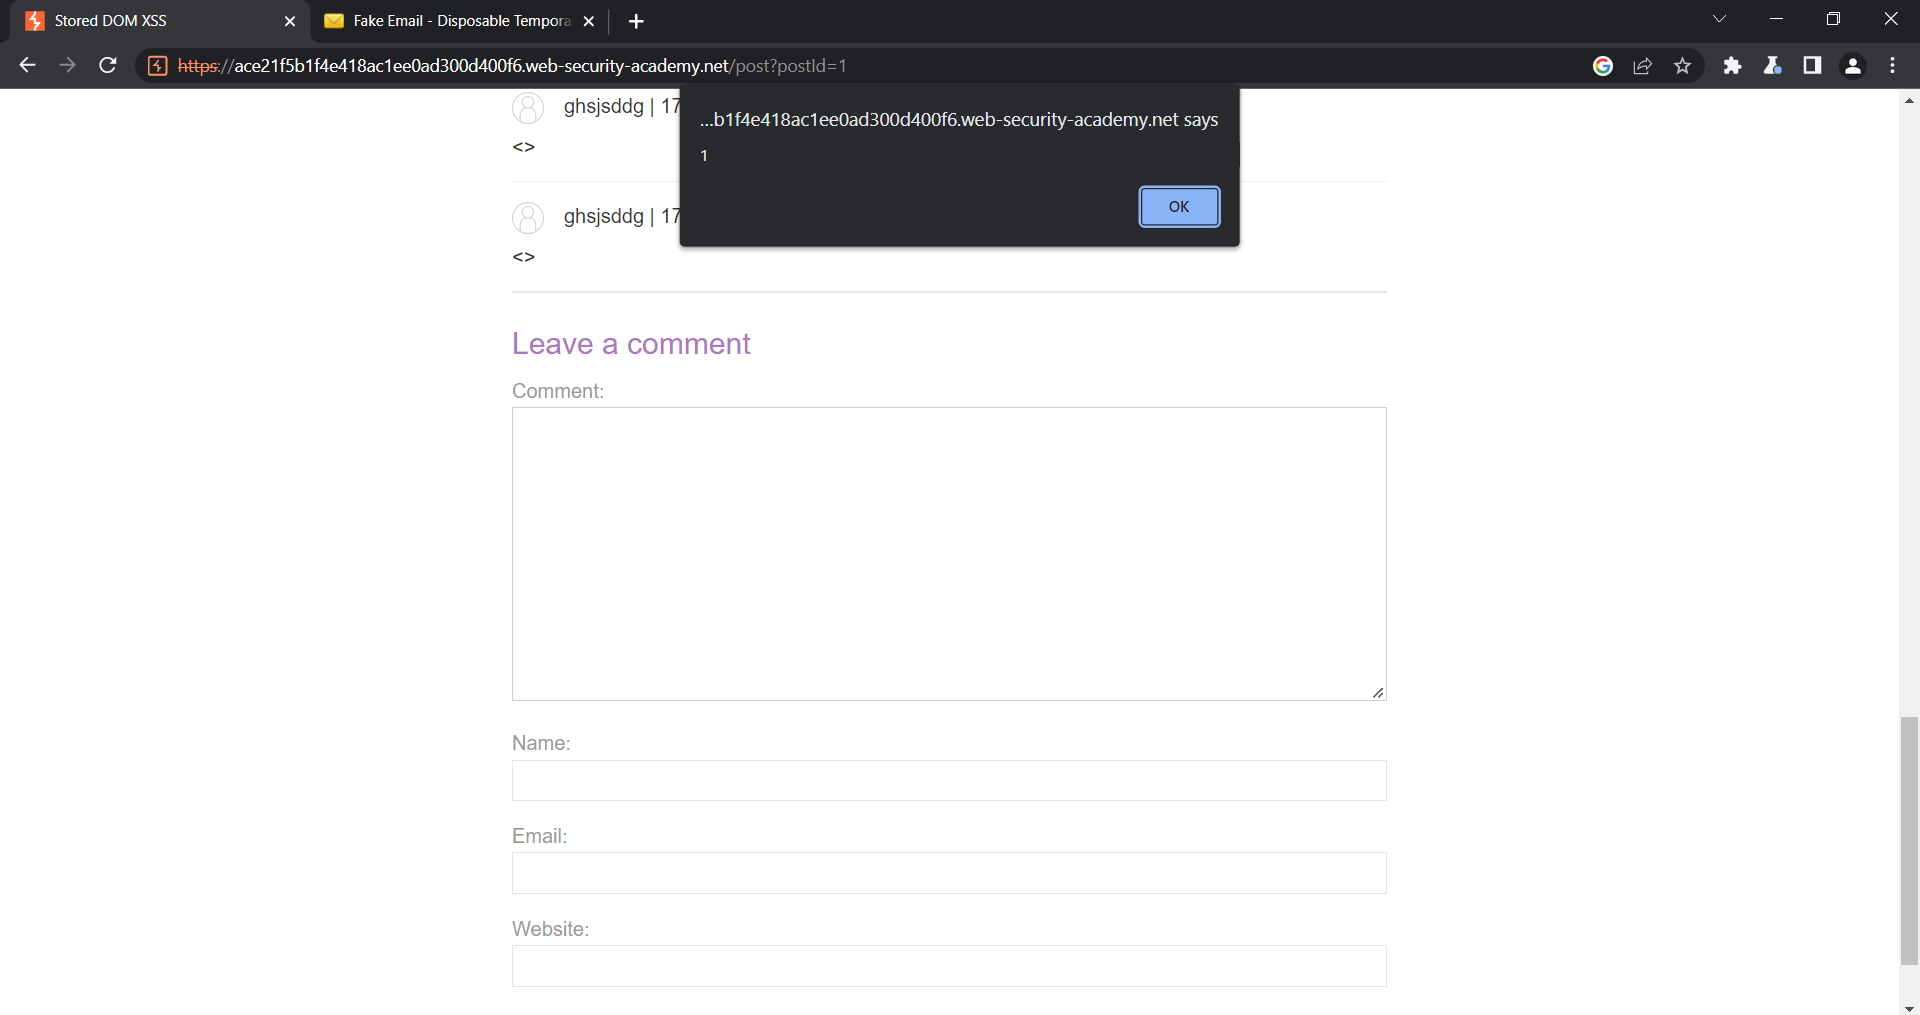 Stored DOM XSS
Fake Email - Disposable Tempora
https://ace21f5b1f4e418ac1ee0ad300d400f6.web-security-academy.net/post?postId=1
ghsjsddg | 17
<>
...b1f4e418ac1ee0ad300d400f6.web-security-academy.net says
1
OK
ghsjsddg | 17
<>
Leave a comment
Comment:
Name:
Email:
Website: